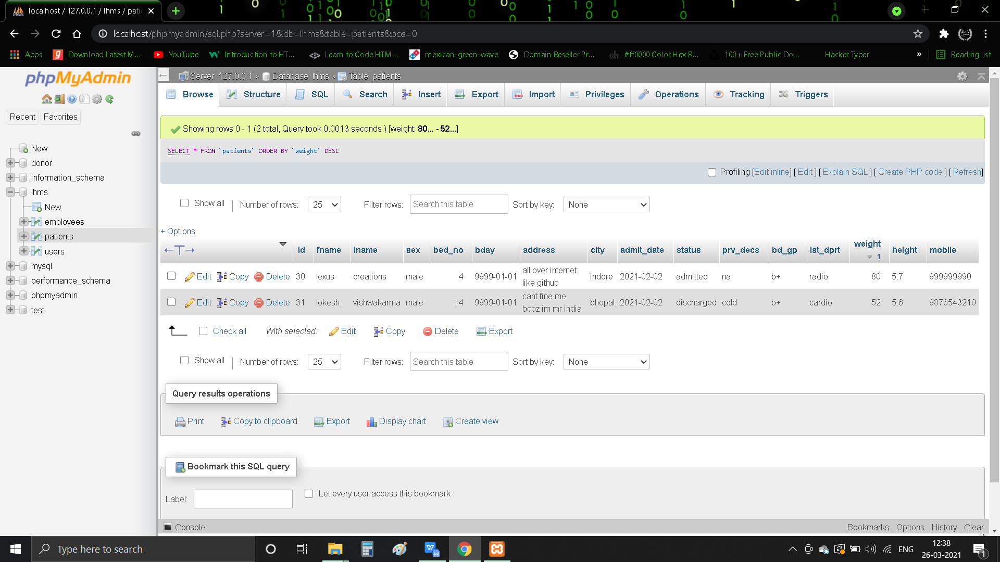 localhost / 127.0.0.1 / lhms / patie
localhost/phpmyadmin/sql.php?server=1&db=lhms&table=patients&pos=0
Apps Download Latest M... YouTube Introduction to HT... Learn to Code HTM... mexican-green-wave Domain Reseller Pr... #ff0000 Color Hex R... 100+ Free Public Do... Hacker Typer » Reading list
phpMyAdmin
Recent Favorites
New
donor
information_schema
lhms
New
employees
patients
users
mysql
performance_schema
phpmyadmin
test
Server: 127.0.0.1 » Database: lhms » Table: patients
Browse Structure SQL Search Insert Export Import Privileges Operations Tracking Triggers
Showing rows 0 - 1 (2 total, Query took 0.0013 seconds.) [weight: 80... - 52...]
SELECT * FROM `patients` ORDER BY `weight` DESC
Profiling [Edit inline] [ Edit ] [ Explain SQL ] [ Create PHP code ] [ Refresh]
Show all | Number of rows: 25 Filter rows: Search this table Sort by key: None
+ Options
←T→ id fname lname sex bed_no bday address city admit_date status prv_decs bd_gp lst_dprt weight 1 height mobile
Edit Copy Delete 30 lexus creations male 4 9999-01-01 all over internet like github indore 2021-02-02 admitted na b+ radio 80 5.7 999999990
Edit Copy Delete 31 lokesh vishwakarma male 14 9999-01-01 cant fine me bcoz im mr india bhopal 2021-02-02 discharged cold b+ cardio 52 5.6 9876543210
Check all With selected: Edit Copy Delete Export
Show all | Number of rows: 25 Filter rows: Search this table Sort by key: None
Query results operations
Print Copy to clipboard Export Display chart Create view
Bookmark this SQL query
Label: Let every user access this bookmark
Console Bookmarks Options History Clear
Type here to search
ENG
12:38
26-03-2021
1